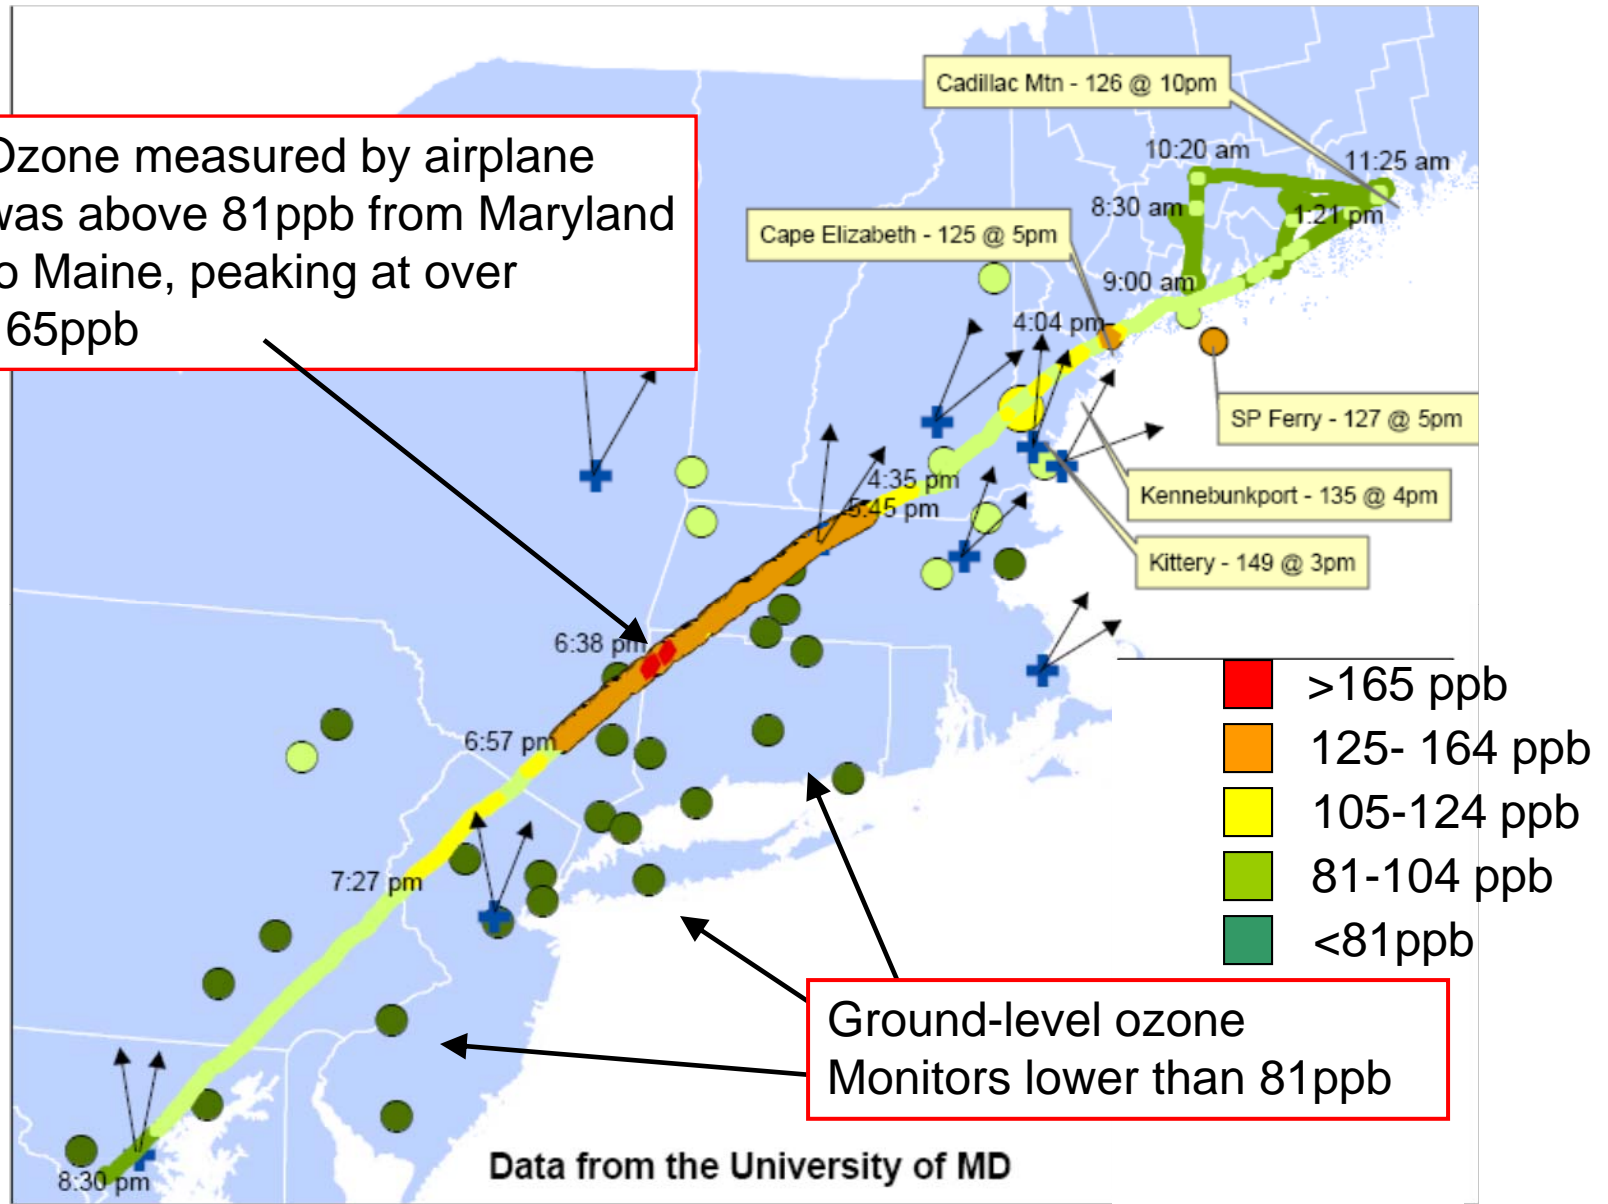 Cadillac Mtn - 126 @ 10pm
Ozone measured by airplane
was above 81ppb from Maryland
to Maine, peaking at over
165ppb
10:20 am
11:25 am
8:30 am
1:21 pm
Cape Elizabeth - 125 @ 5pm
9:00 am
4:04 pm
SP Ferry - 127 @ 5pm
4:35 pm
5:45 pm
Kennebunkport - 135 @ 4pm
Kittery - 149 @ 3pm
6:38 pm
>165 ppb
125- 164 ppb
105-124 ppb
81-104 ppb
<81ppb
6:57 pm
7:27 pm
Ground-level ozone
Monitors lower than 81ppb
Data from the University of MD
8:30 pm